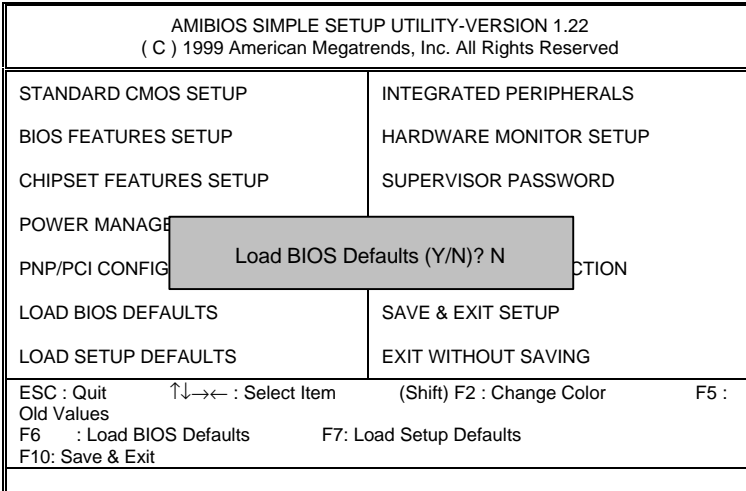 AMIBIOS SIMPLE SETUP UTILITY-VERSION 1.22
( C ) 1999 American Megatrends, Inc. All Rights Reserved
STANDARD CMOS SETUP
BIOS FEATURES SETUP
CHIPSET FEATURES SETUP
POWER
PNP/PCI
LOAD BIOS DEFAULTS
LOAD SETUP DEFAULTS
INTEGRATED PERIPHERALS
HARDWARE MONITOR SETUP
SUPERVISOR PASSWORD
SAVE & EXIT SETUP
EXIT WITHOUT SAVING
Load BIOS Defaults (Y/N)? N
ESC : Quit ↑↓→← : Select Item (Shift) F2 : Change Color F5 :
Old Values
F6 : Load BIOS Defaults F7: Load Setup Defaults
F10: Save & Exit